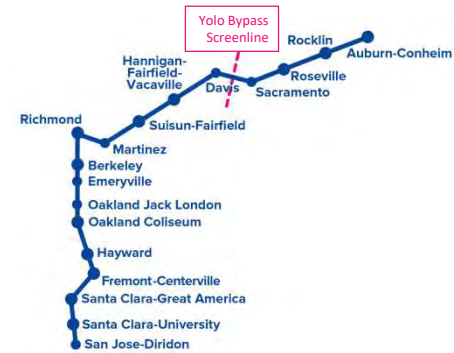 Yolo Bypass
Screenline
Rocklin
Auburn-Conheim
Hannigan-
Fairfield-
Vacaville
Roseville
Davis
Sacramento
Richmond
Suisun-Fairfield
Martinez
Berkeley
Emeryville
Oakland Jack London
Oakland Coliseum
Hayward
Fremont-Centerville
Santa Clara-Great America
Santa Clara-University
San Jose-Diridon